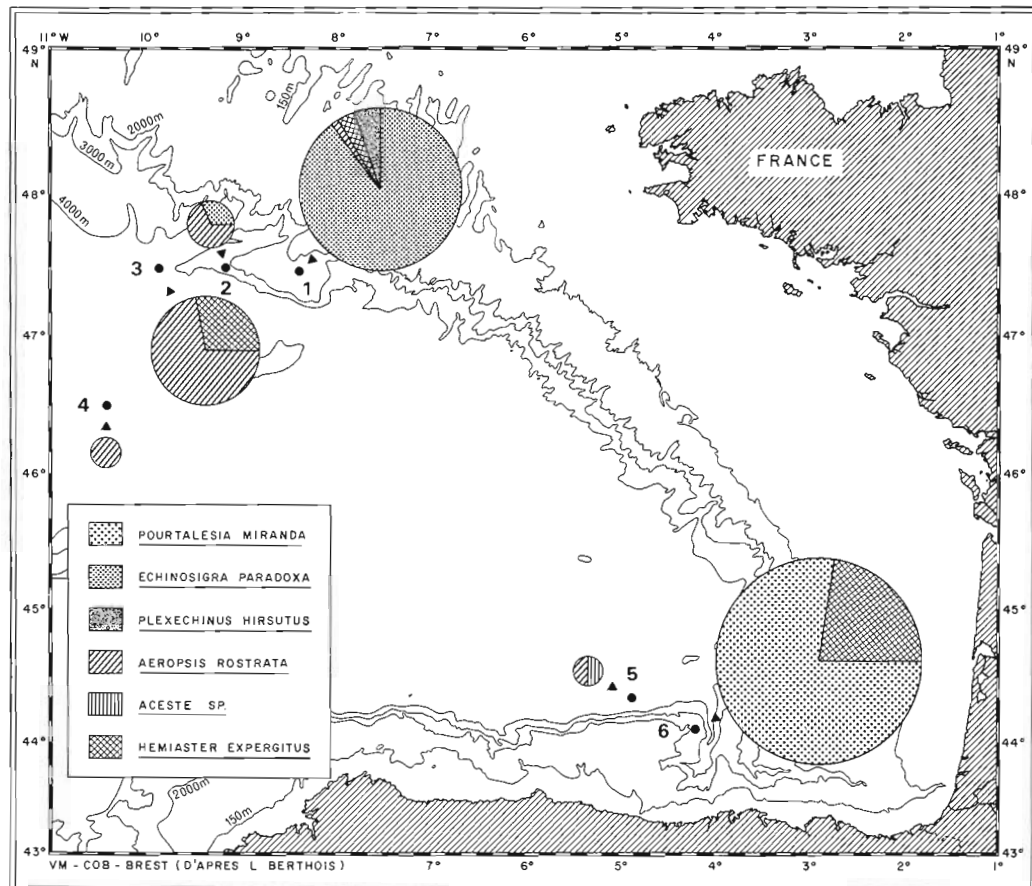 11° W 10° 9° 8° 7° 6° 5° 4° 3° 2° 1°
49° N
49° N
150m
2000m
3000m
4000m
FRANCE
48°
48°
3
2
1
47°
47°
4
46°
46°
POURTALESIA MIRANDA
ECHINOSIGRA PARADOXA
PLEXECHINUS HIRSUTUS
AEROPSIS ROSTRATA
ACESTE SP.
HEMIASTER EXPERGITUS
45°
45°
5
6
44°
44°
2000m
150m
43°
43°
7° 6° 5° 4° 3° 2° 1°
VM-COB-BREST (D'APRES L BERTHOIS)